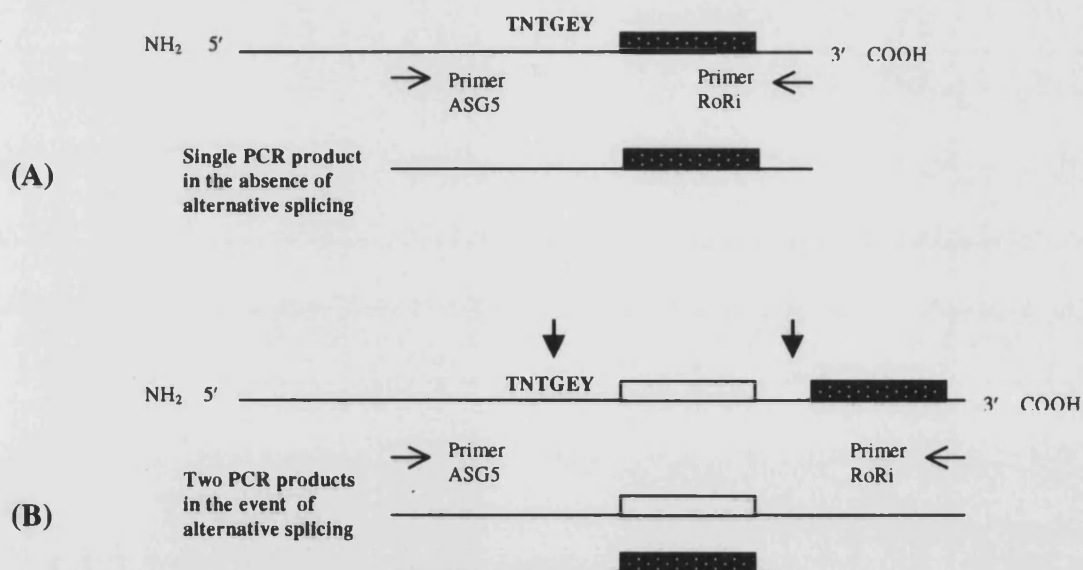 TNTGEY
NH₂ 5′
3′ COOH
Primer
ASG5
Primer
RoRi
(A)
Single PCR product
in the absence of
alternative splicing
TNTGEY
NH₂ 5′
3′ COOH
Primer
ASG5
Primer
RoRi
(B)
Two PCR products
in the event of
alternative splicing